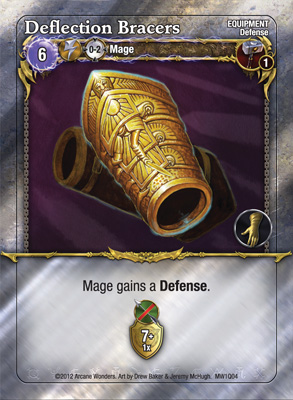 Deflection Bracers
EQUIPMENT
Defense
6
0-2
Mage
1
Mage gains a Defense.
7+
1x
©2012 Arcane Wonders. Art by Drew Baker & Jeremy McHugh. MW1Q04